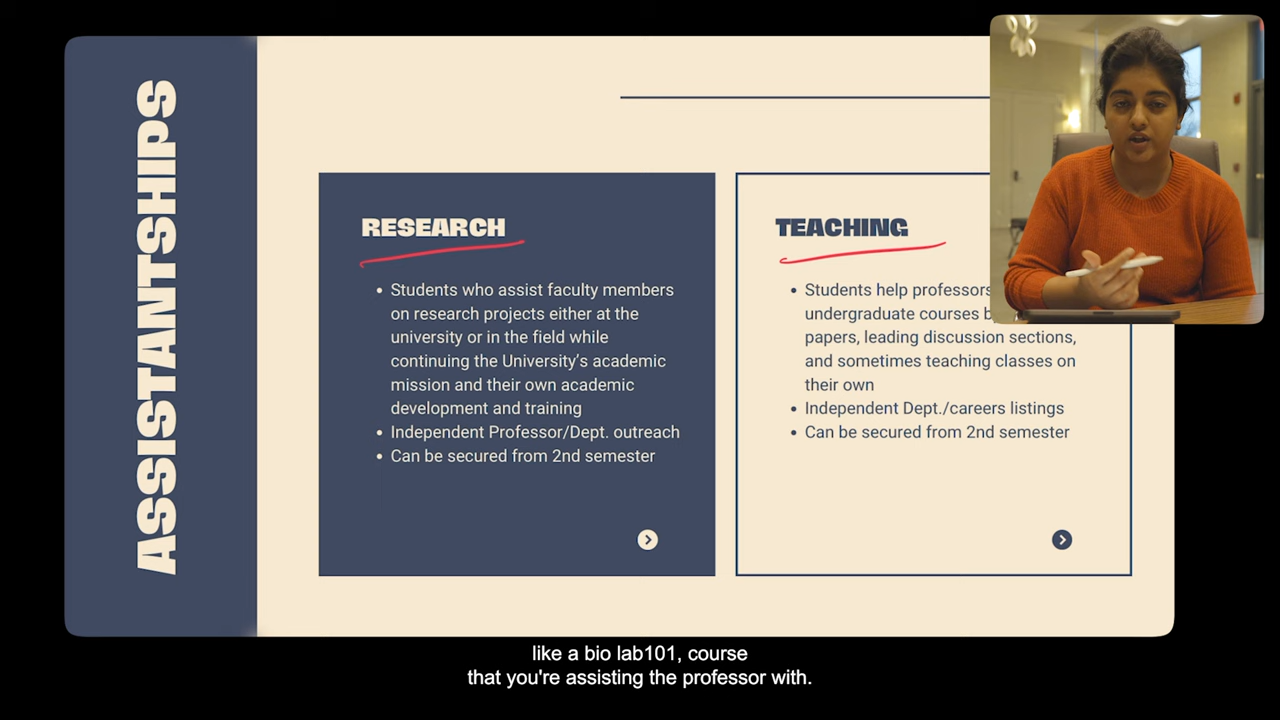 ASSISTANTSHIPS
RESEARCH
• Students who assist faculty members
on research projects either at the
university or in the field while
continuing the University's academic
mission and their own academic
development and training
• Independent Professor/Dept. outreach
• Can be secured from 2nd semester
TEACHING
• Students help professors
undergraduate courses
papers, leading discussion sections,
and sometimes teaching classes on
their own
• Independent Dept./careers listings
• Can be secured from 2nd semester
like a bio lab101, course
that you're assisting the professor with.